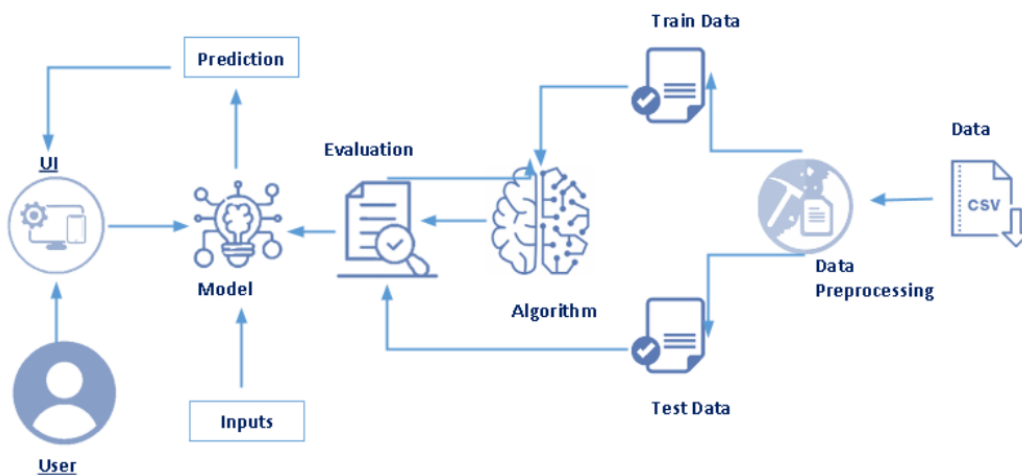 Train Data
Prediction
Data
Evaluation
UI
CSV
Model
Data
Preprocessing
Algorithm
Inputs
Test Data
User